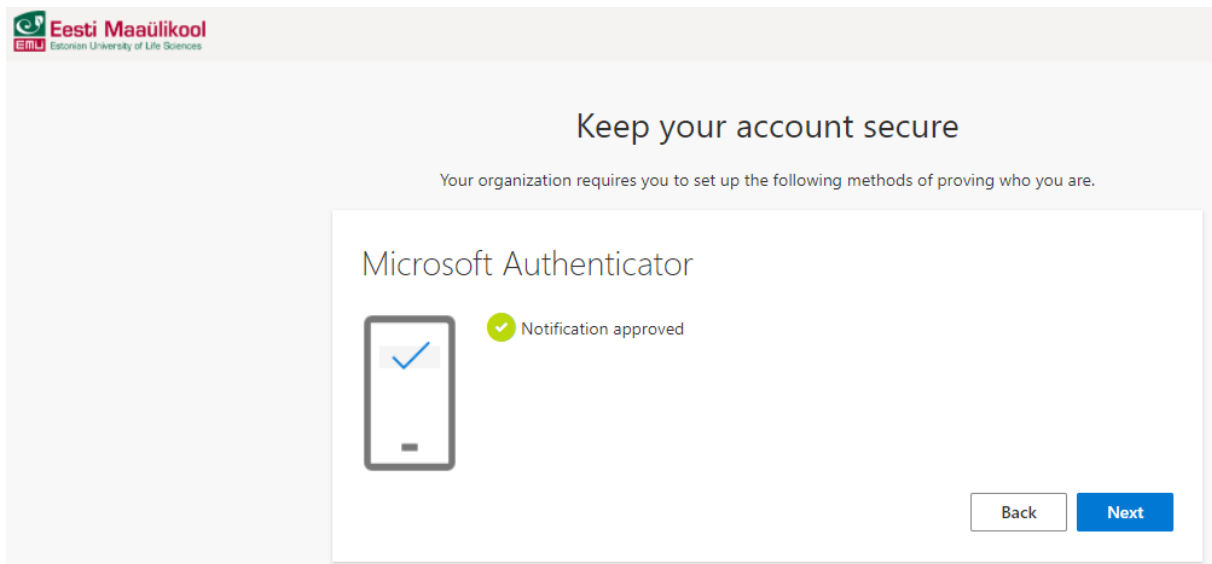 Eesti Maaülikool
EMU Estonian University of Life Sciences
Keep your account secure
Your organization requires you to set up the following methods of proving who you are.
Microsoft Authenticator
Notification approved
Back Next